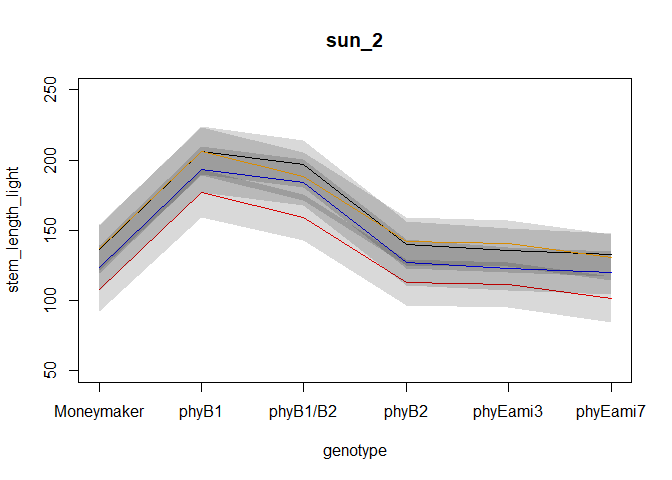 sun_2
stem_length_light
250
200
150
100
50
Moneymaker phyB1 phyB1/B2 phyB2 phyEami3 phyEami7
genotype